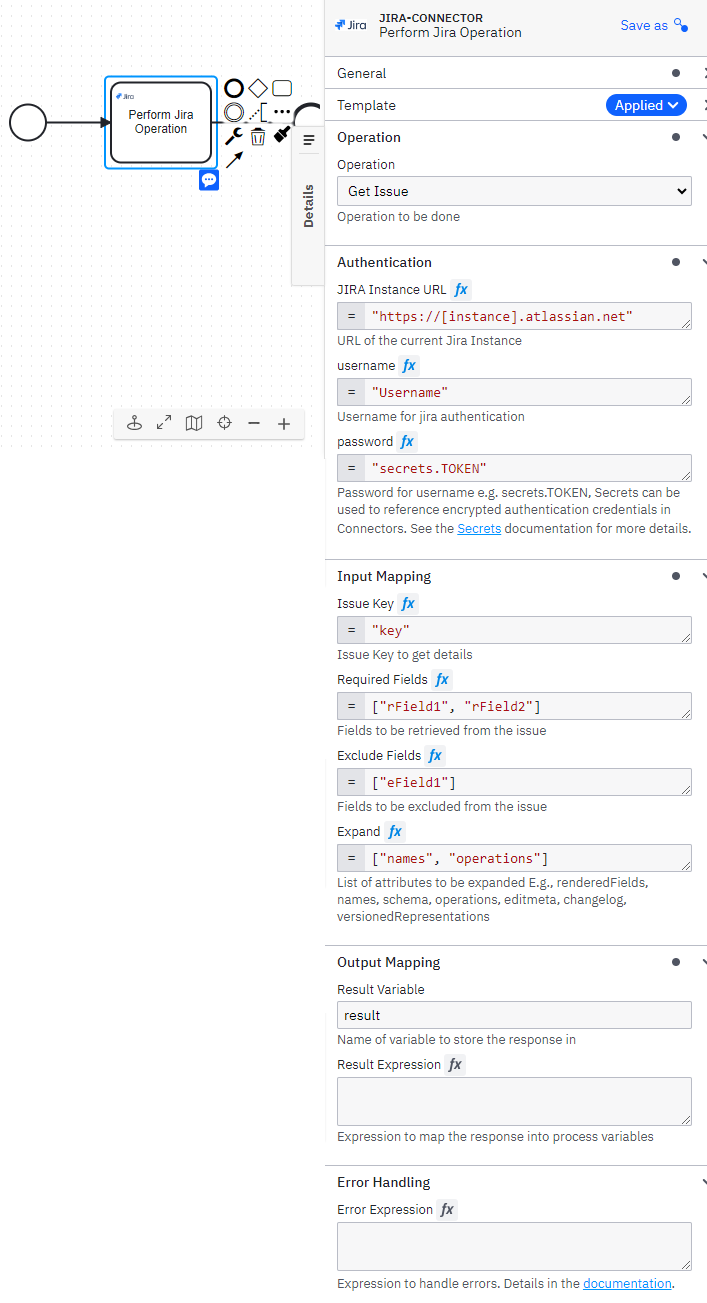 Jira
JIRA-CONNECTOR
Perform Jira Operation
Save as
General
Template
Applied
Jira
Perform Jira
Operation
Details
Operation
Operation
Get Issue
Operation to be done
Authentication
JIRA Instance URL fx
= "https://[instance].atlassian.net"
URL of the current Jira Instance
username fx
= "Username"
Username for jira authentication
password fx
= "secrets.TOKEN"
Password for username e.g. secrets.TOKEN, Secrets can be
used to reference encrypted authentication credentials in
Connectors. See the Secrets documentation for more details.
Input Mapping
Issue Key fx
= "key"
Issue Key to get details
Required Fields fx
= ["rField1", "rField2"]
Fields to be retrieved from the issue
Exclude Fields fx
= ["eField1"]
Fields to be excluded from the issue
Expand fx
= ["names", "operations"]
List of attributes to be expanded E.g., renderedFields,
names, schema, operations, editmeta, changelog,
versionedRepresentations
Output Mapping
Result Variable
result
Name of variable to store the response in
Result Expression fx
Expression to map the response into process variables
Error Handling
Error Expression fx
Expression to handle errors. Details in the documentation.